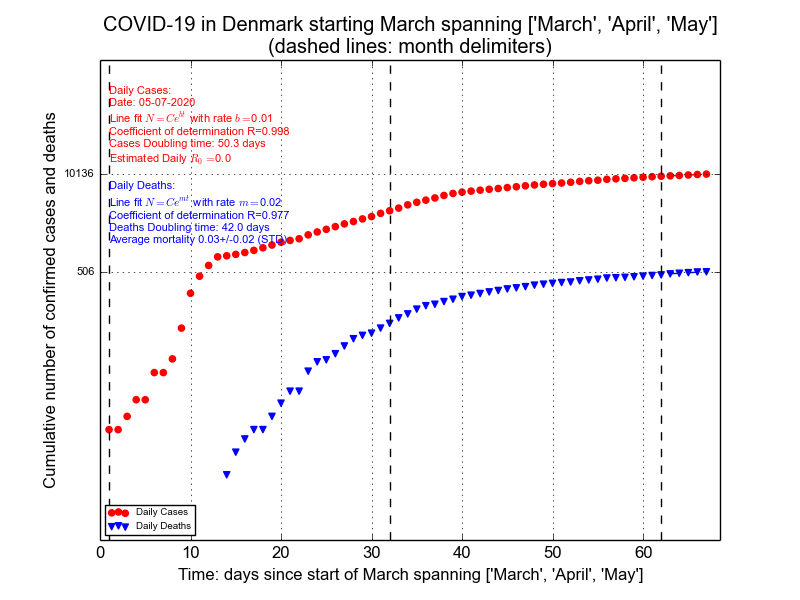 COVID-19 in Denmark starting March spanning ['March', 'April', 'May']
(dashed lines: month delimiters)
Daily Cases:
Date: 05-07-2020
Line fit N = Ce^{bt} with rate b = 0.01
Coefficient of determination R=0.998
Cases Doubling time: 50.3 days
Estimated Daily R_0 = 0.0
Daily Deaths:
Line fit N = Ce^{mt} with rate m = 0.02
Coefficient of determination R=0.977
Deaths Doubling time: 42.0 days
Average mortality 0.03+/-0.02 (STD)
Cumulative number of confirmed cases and deaths
10136
506
Daily Cases
Daily Deaths
0 10 20 30 40 50 60
Time: days since start of March spanning ['March', 'April', 'May']